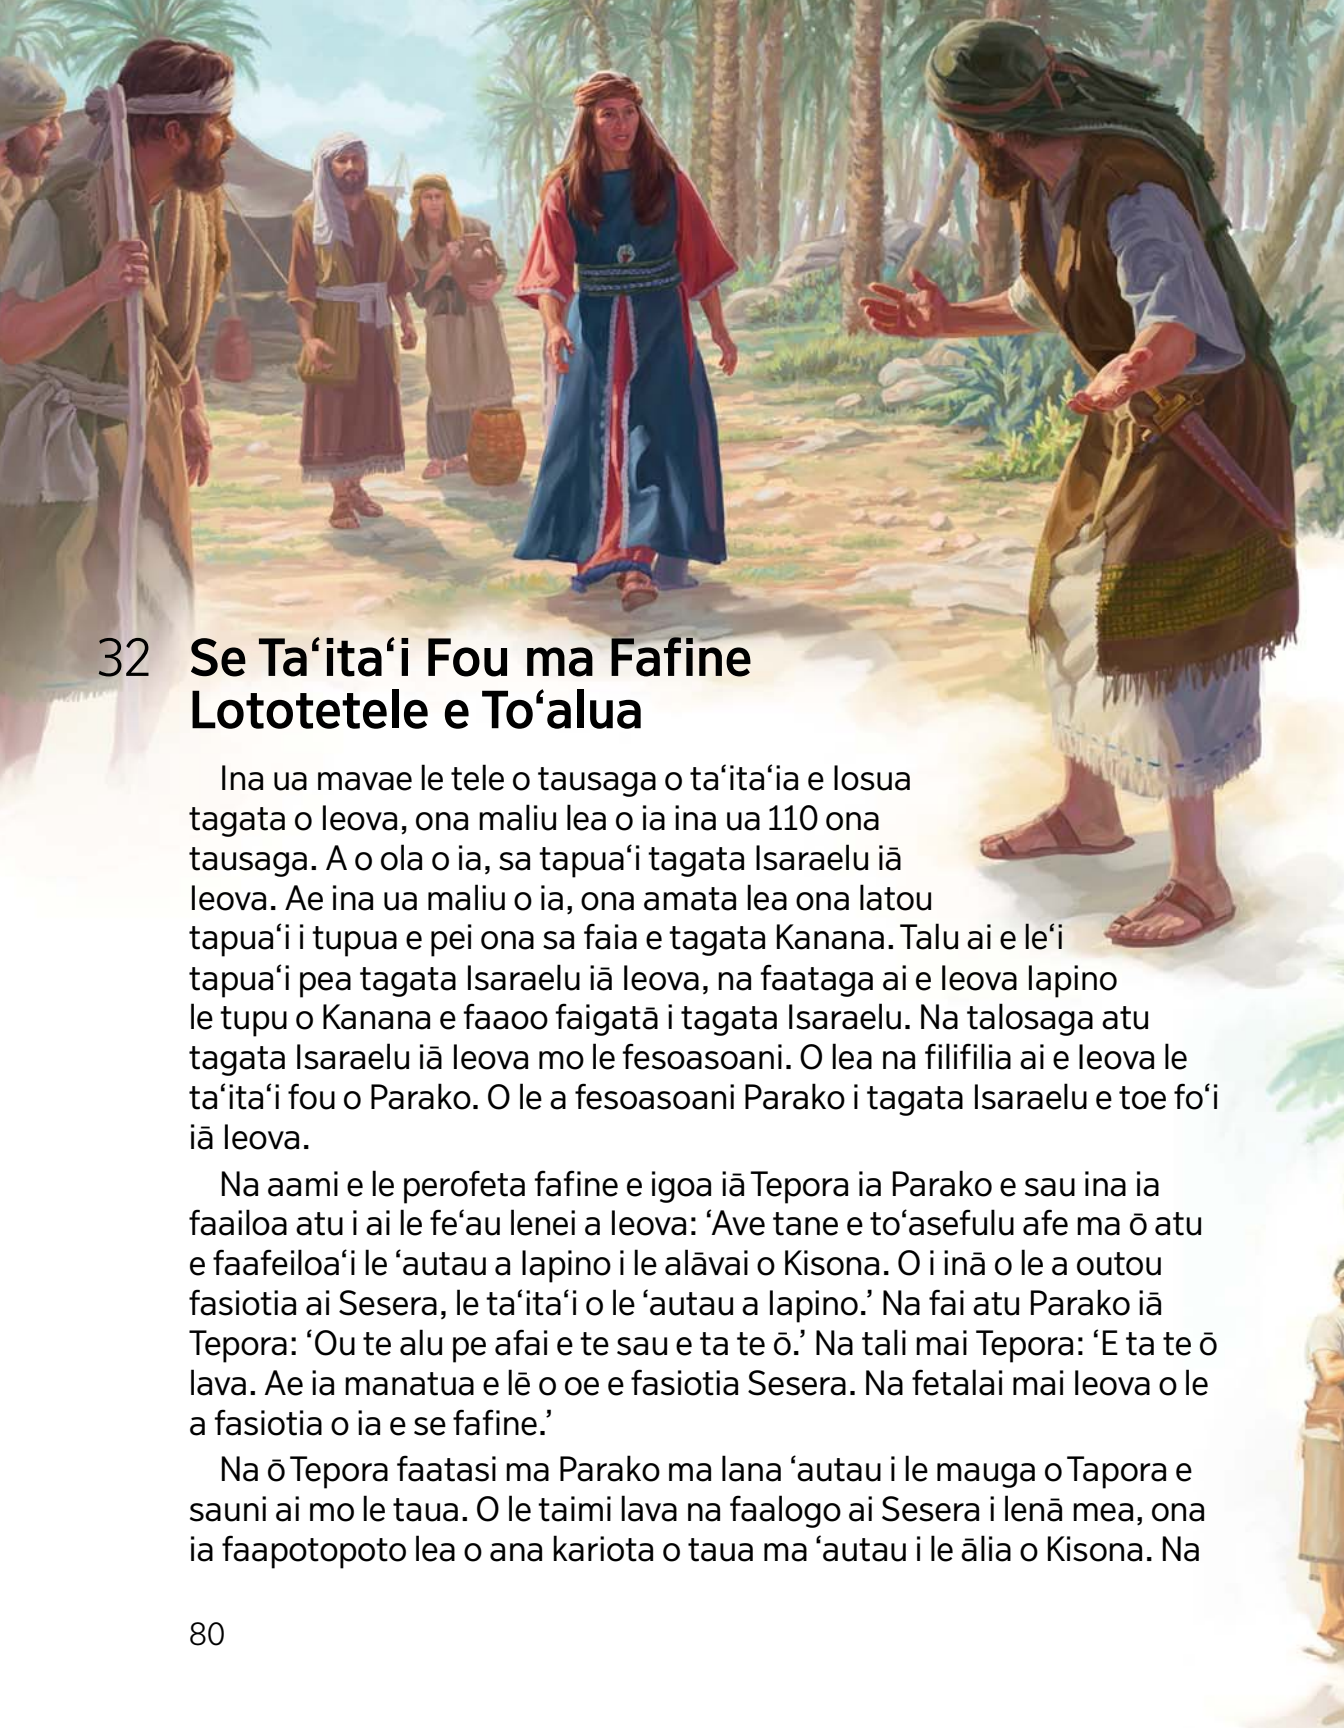 32 Se Ta‘ita‘i Fou ma Fafine
Lototetele e To‘alua
Ina ua mavae le tele o tausaga o ta‘ita‘ia e Iosua
tagata o Ieova, ona maliu lea o ia ina ua 110 ona
tausaga. A o ola o ia, sa tapua‘i tagata Isaraelu iā
Ieova. Ae ina ua maliu o ia, ona amata lea ona latou
tapua‘i i tupua e pei ona sa faia e tagata Kanana. Talu ai e le‘i
tapua‘i pea tagata Isaraelu iā Ieova, na faataga ai e Ieova Iapino
le tupu o Kanana e faaoo faigatā i tagata Isaraelu. Na talosaga atu
tagata Isaraelu iā Ieova mo le fesoasoani. O lea na filifilia ai e Ieova le
ta‘ita‘i fou o Parako. O le a fesoasoani Parako i tagata Isaraelu e toe fo‘i
iā Ieova.
Na aami e le perofeta fafine e igoa iā Tepora ia Parako e sau ina ia
faailoa atu i ai le fe‘au lenei a Ieova: ‘Ave tane e to‘asefulu afe ma ō atu
e faafeiloa‘i le ‘autau a Iapino i le alāvai o Kisona. O i inā o le a outou
fasiotia ai Sesera, le ta‘ita‘i o le ‘autau a Iapino.’ Na fai atu Parako iā
Tepora: ‘Ou te alu pe afai e te sau e ta te ō.’ Na tali mai Tepora: ‘E ta te ō
lava. Ae ia manatua e lē o oe e fasiotia Sesera. Na fetalai mai Ieova o le
a fasiotia o ia e se fafine.’
Na ō Tepora faatasi ma Parako ma lana ‘autau i le mauga o Tapora e
sauni ai mo le taua. O le taimi lava na faalogo ai Sesera i lenā mea, ona
ia faapotopoto lea o ana kariota o taua ma ‘autau i le ālia o Kisona. Na
80